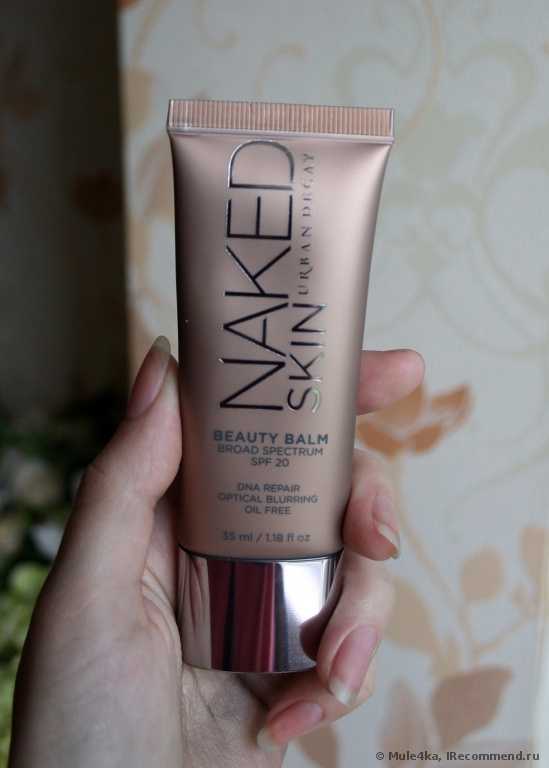 NAKED
SKIN URBAN DECAY
BEAUTY BALM
BROAD SPECTRUM
SPF 20
DNA REPAIR
OPTICAL BLURRING
OIL FREE
35 ml / 1.18 fl oz
© Mule4ka, IRecommend.ru